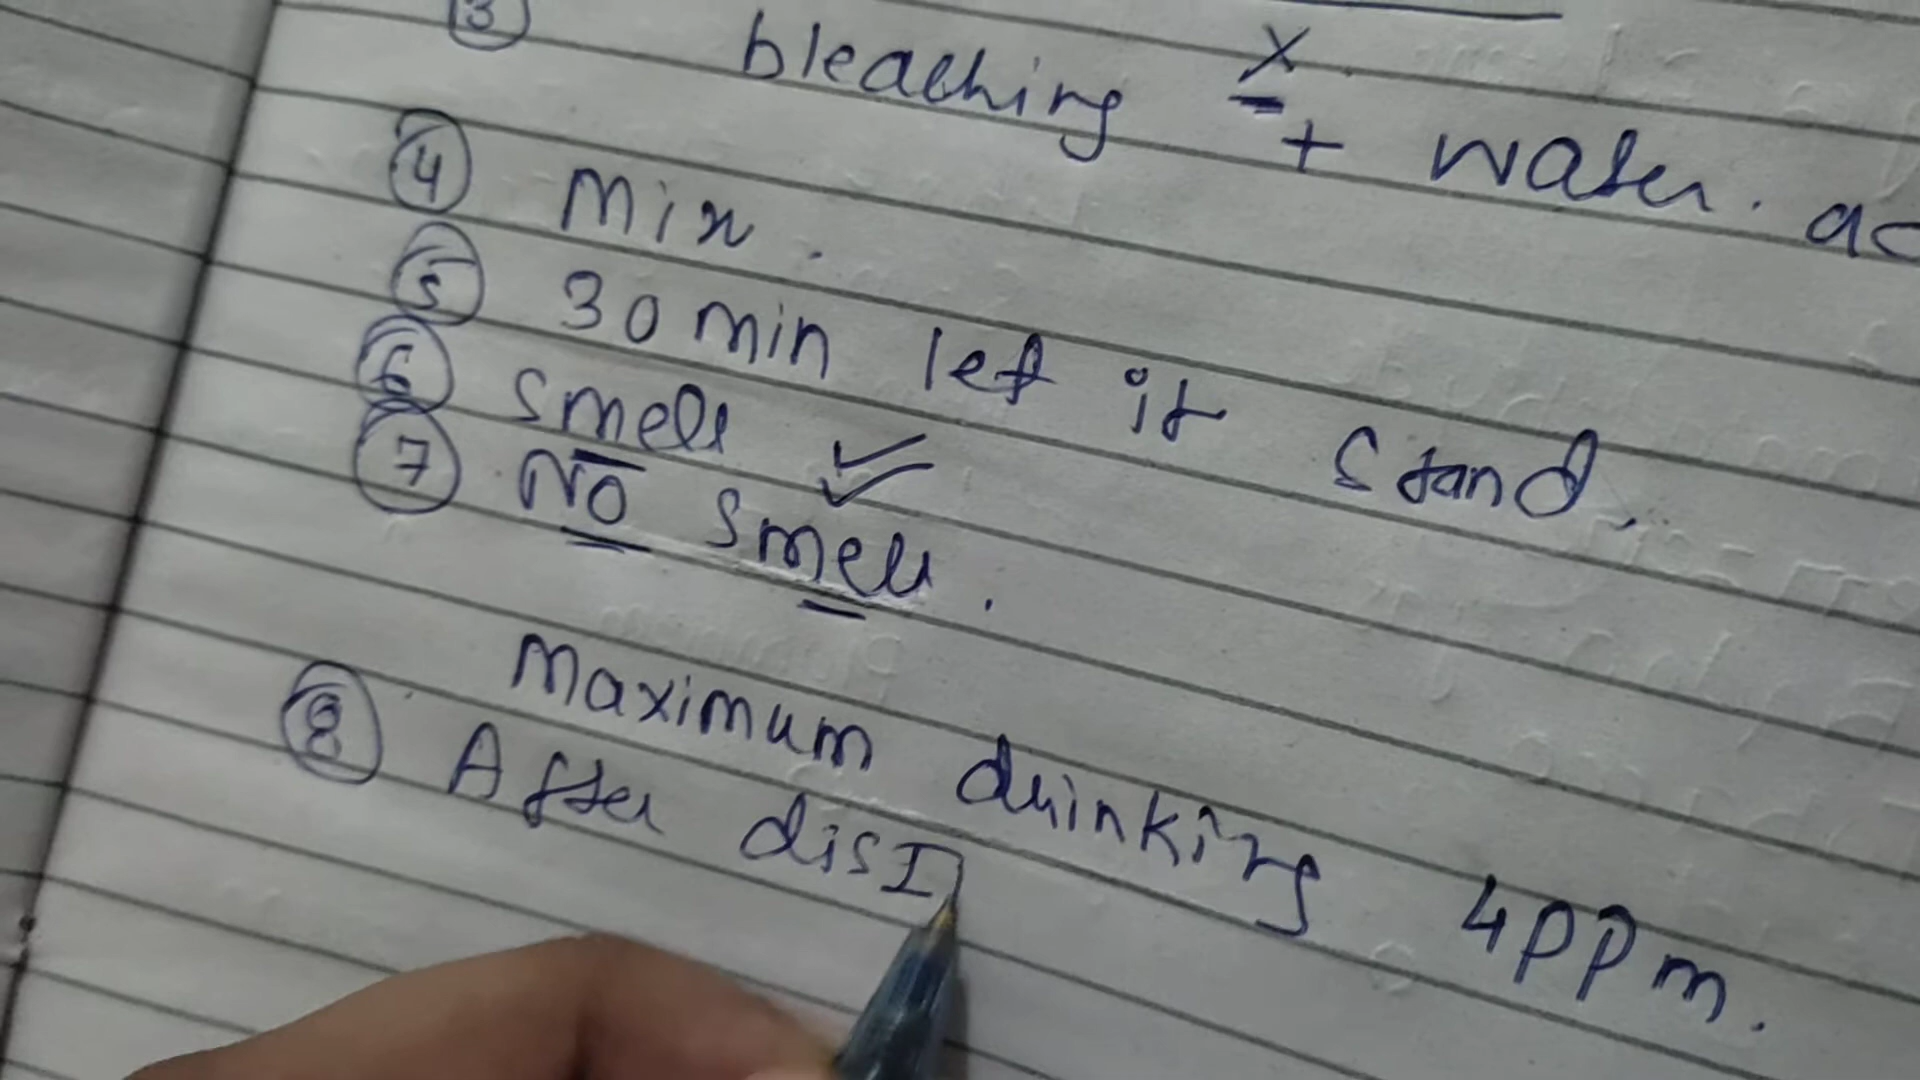 3 bleaching X + water. ac
4 Mix.
5 30 min let it stand.
6 smell ✓✓
7 NO smell.
maximum drinking 4PPm.
8 After disI